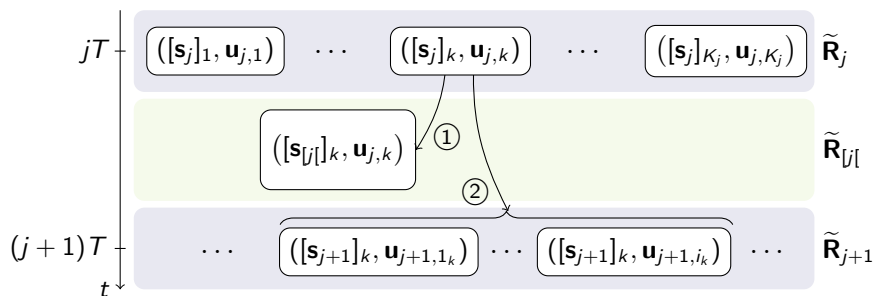 jT ([s_j]_1, u_{j,1}) ··· ([s_j]_k, u_{j,k}) ··· ([s_j]_{K_j}, u_{j,K_j}) R̃_j
([s_{[j[}]_k, u_{j,k}) ① R̃_{[j[}
②
(j + 1)T ··· ([s_{j+1}]_k, u_{j+1,1_k}) ··· ([s_{j+1}]_k, u_{j+1,i_k}) ··· R̃_{j+1}
t